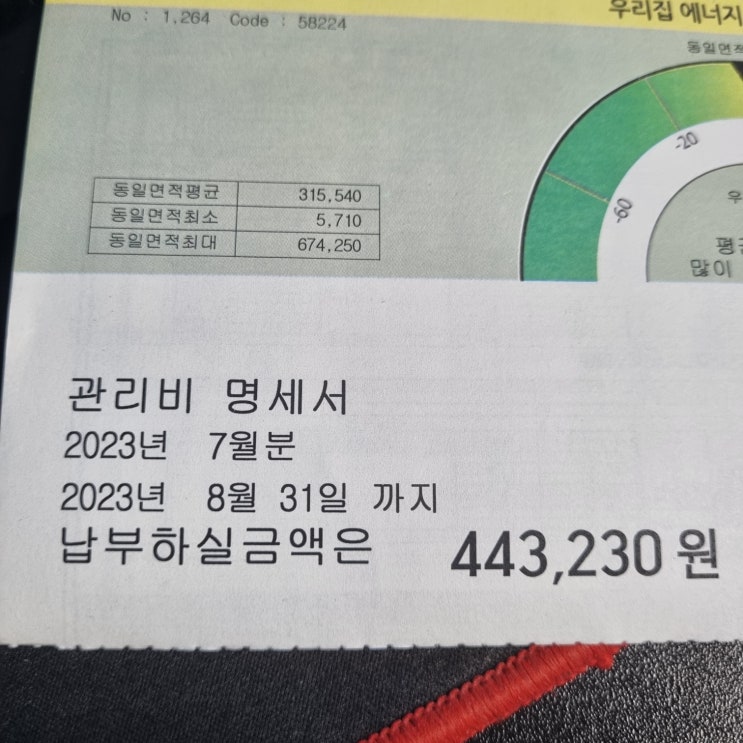 No : 1,264 Code : 58224
우리집 에너지
동일면적
-20
-60
동일면적평균 315,540
동일면적최소 5,710
동일면적최대 674,250
우
평균
많이
관리비 명세서
2023년 7월분
2023년 8월 31일 까지
납부하실금액은 443,230 원